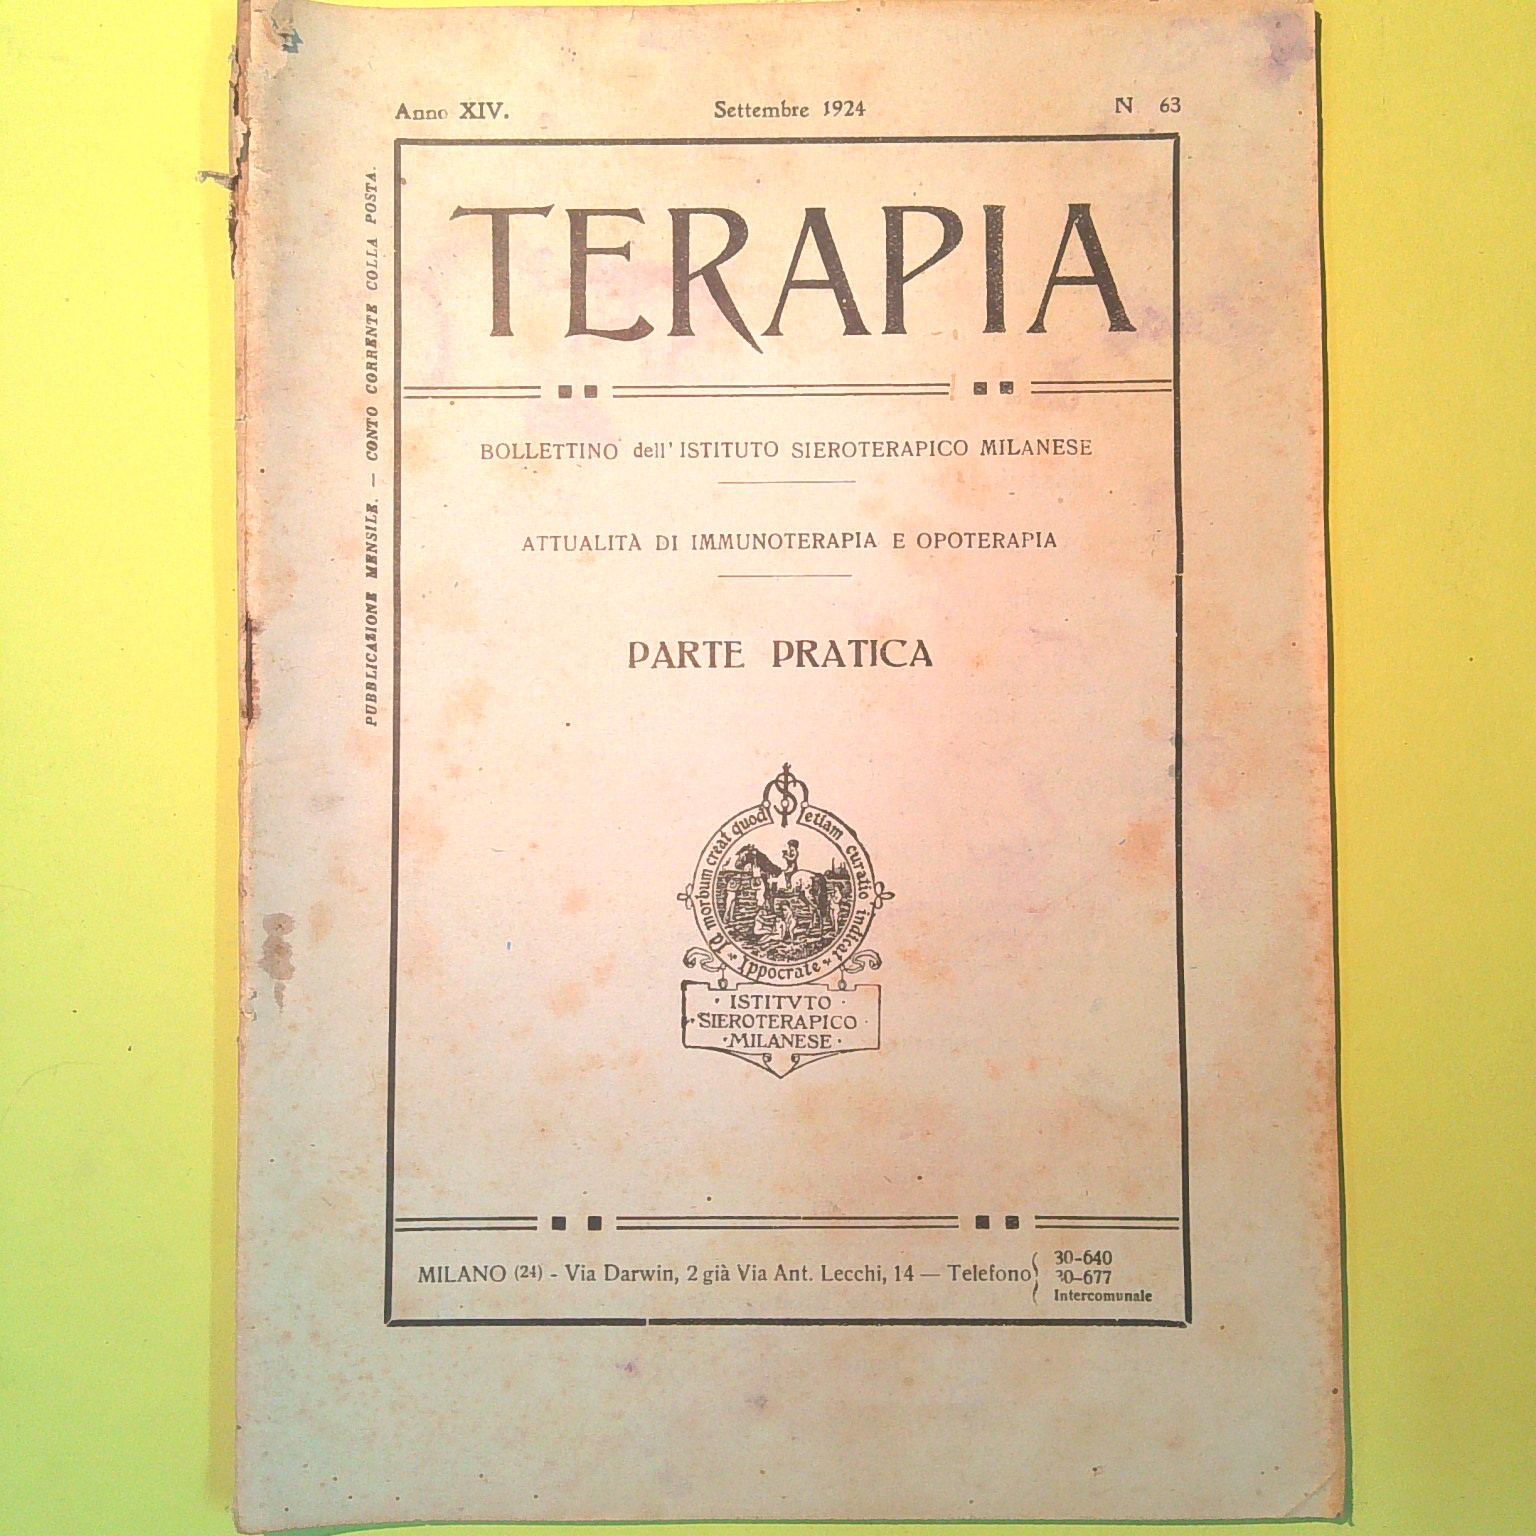 Anno XIV. Settembre 1924 N 63
PUBBLICAZIONE MENSILE. — CONTO CORRENTE COLLA POSTA.
TERAPIA
BOLLETTINO dell' ISTITUTO SIEROTERAPICO MILANESE
ATTUALITÀ DI IMMUNOTERAPIA E OPOTERAPIA
PARTE PRATICA
Id morbum creat quod etiam curatio indicat
Ippocrate
· ISTITVTO ·
· SIEROTERAPICO ·
· MILANESE ·
MILANO (24) - Via Darwin, 2 già Via Ant. Lecchi, 14 — Telefono
30-640
30-677
Intercomunale